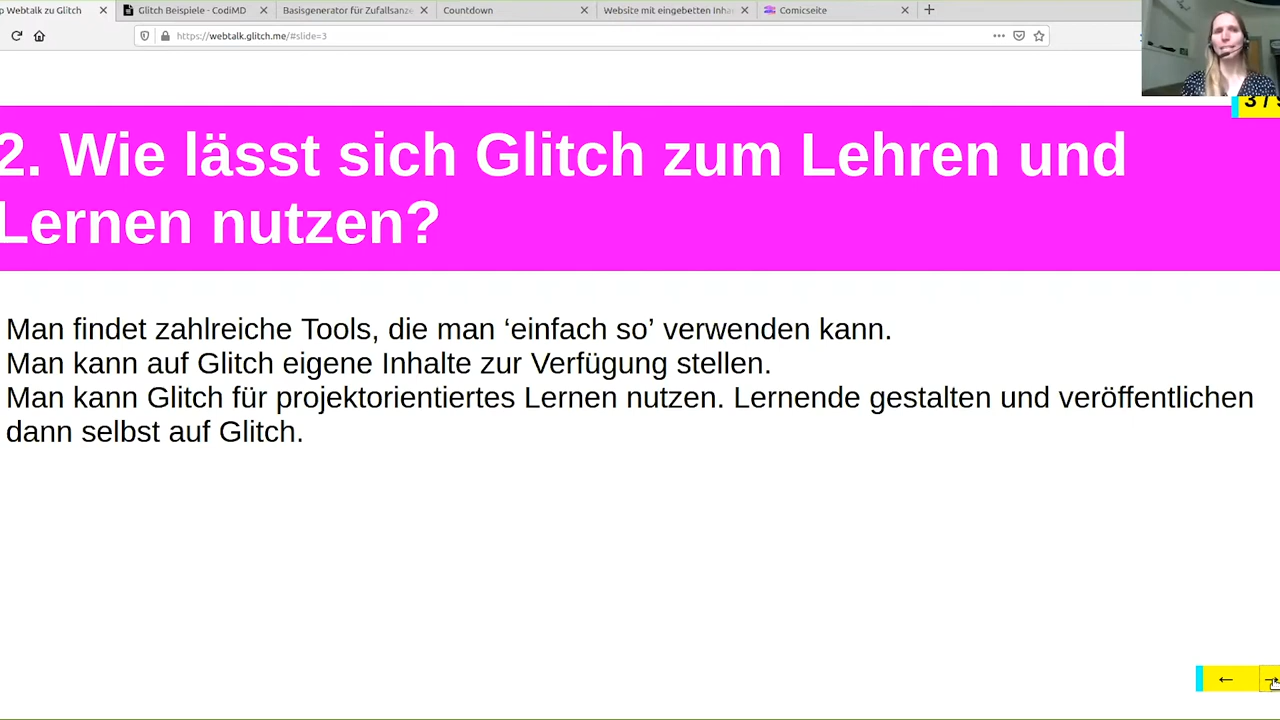 p Webtalk zu Glitch
Glitch Beispiele - CodiMD
Basisgenerator für Zufallsanze
Countdown
Website mit eingebetten Inha
Comicseite
https://webtalk.glitch.me/#slide=3
3 /
2. Wie lässt sich Glitch zum Lehren und
Lernen nutzen?
Man findet zahlreiche Tools, die man ‘einfach so’ verwenden kann.
Man kann auf Glitch eigene Inhalte zur Verfügung stellen.
Man kann Glitch für projektorientiertes Lernen nutzen. Lernende gestalten und veröffentlichen
dann selbst auf Glitch.